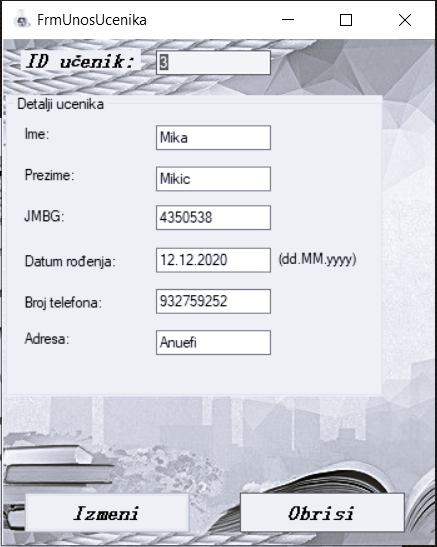 FrmUnosUcenika
ID učenik: 3
Detalji ucenika
Ime: Mika
Prezime: Mikic
JMBG: 4350538
Datum rođenja: 12.12.2020 (dd.MM.yyyy)
Broj telefona: 932759252
Adresa: Anuefi
Izmeni Obrisi